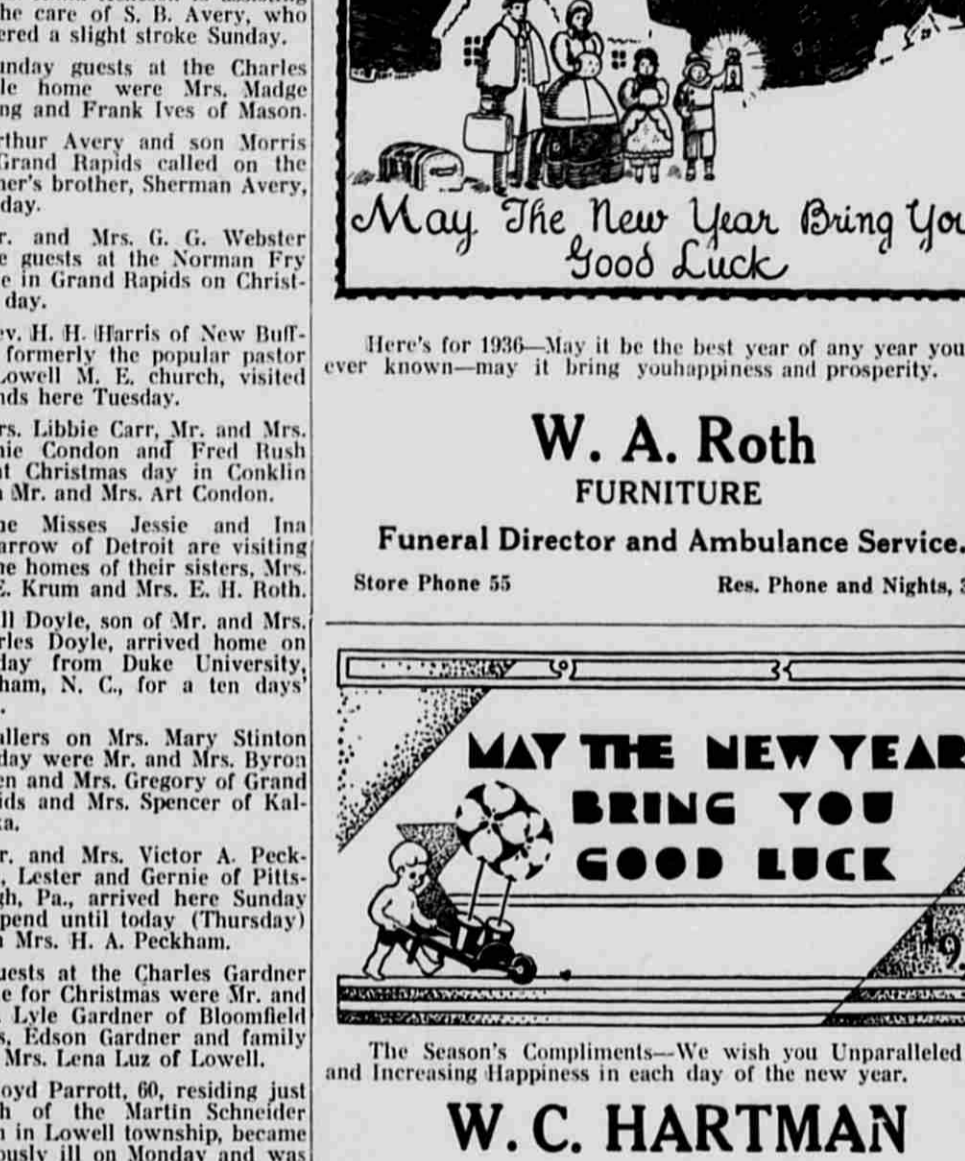 he care of S. B. Avery, who
ered a slight stroke Sunday.
unday guests at the Charles
le home were Mrs. Madge
ng and Frank Ives of Mason.
rthur Avery and son Morris
Grand Rapids called on the
ner's brother, Sherman Avery,
day.
r. and Mrs. G. G. Webster
e guests at the Norman Fry
e in Grand Rapids on Christ-
day.
ev. H. H. Harris of New Buff-
formerly the popular pastor
Lowell M. E. church, visited
nds here Tuesday.
rs. Libbie Carr, Mr. and Mrs.
nie Condon and Fred Rush
nt Christmas day in Conklin
Mr. and Mrs. Art Condon.
he Misses Jessie and Ina
arrow of Detroit are visiting
he homes of their sisters, Mrs.
E. Krum and Mrs. E. H. Roth.
ll Doyle, son of Mr. and Mrs.
rles Doyle, arrived home on
day from Duke University,
ham, N. C., for a ten days'
allers on Mrs. Mary Stinton
day were Mr. and Mrs. Byron
en and Mrs. Gregory of Grand
ids and Mrs. Spencer of Kal-
ka.
r. and Mrs. Victor A. Peck-
, Lester and Gernie of Pitts-
gh, Pa., arrived here Sunday
pend until today (Thursday)
Mrs. H. A. Peckham.
uests at the Charles Gardner
e for Christmas were Mr. and
. Lyle Gardner of Bloomfield
s, Edson Gardner and family
Mrs. Lena Luz of Lowell.
oyd Parrott, 60, residing just
h of the Martin Schneider
n in Lowell township, became
ously ill on Monday and was
May The New Year Bring You
Good Luck
Here's for 1936—May it be the best year of any year you
ever known—may it bring youhappiness and prosperity.
W. A. Roth
FURNITURE
Funeral Director and Ambulance Service.
Store Phone 55 Res. Phone and Nights, 3
MAY THE NEW YEAR
BRING YOU
GOOD LUCK
19
The Season's Compliments—We wish you Unparalleled
and Increasing Happiness in each day of the new year.
W. C. HARTMAN